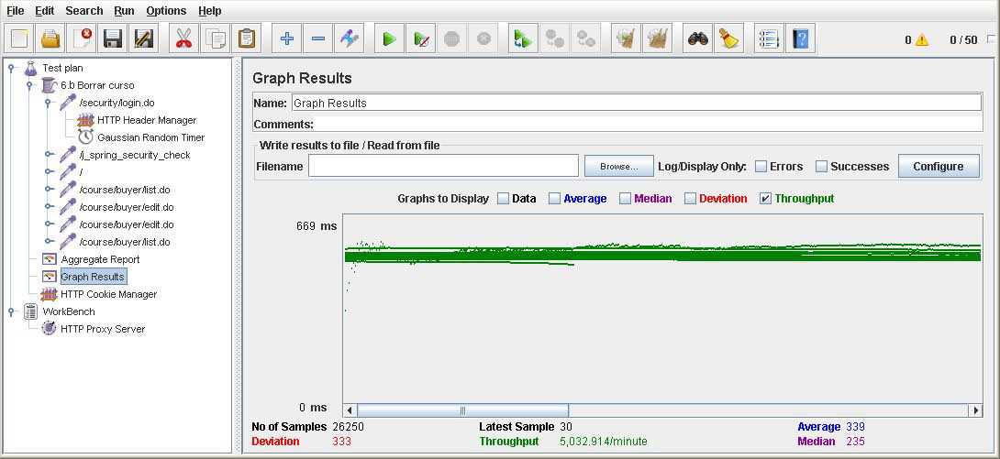 File Edit Search Run Options Help
0 0 / 50
Test plan
6.b Borrar curso
/security/login.do
HTTP Header Manager
Gaussian Random Timer
/j_spring_security_check
/
/course/buyer/list.do
/course/buyer/edit.do
/course/buyer/edit.do
/course/buyer/list.do
Aggregate Report
Graph Results
HTTP Cookie Manager
WorkBench
HTTP Proxy Server
Graph Results
Name: Graph Results
Comments:
Write results to file / Read from file
Filename Browse... Log/Display Only: Errors Successes Configure
Graphs to Display Data Average Median Deviation Throughput
669 ms
0 ms
No of Samples 26250 Latest Sample 30 Average 339
Deviation 333 Throughput 5,032.914/minute Median 235